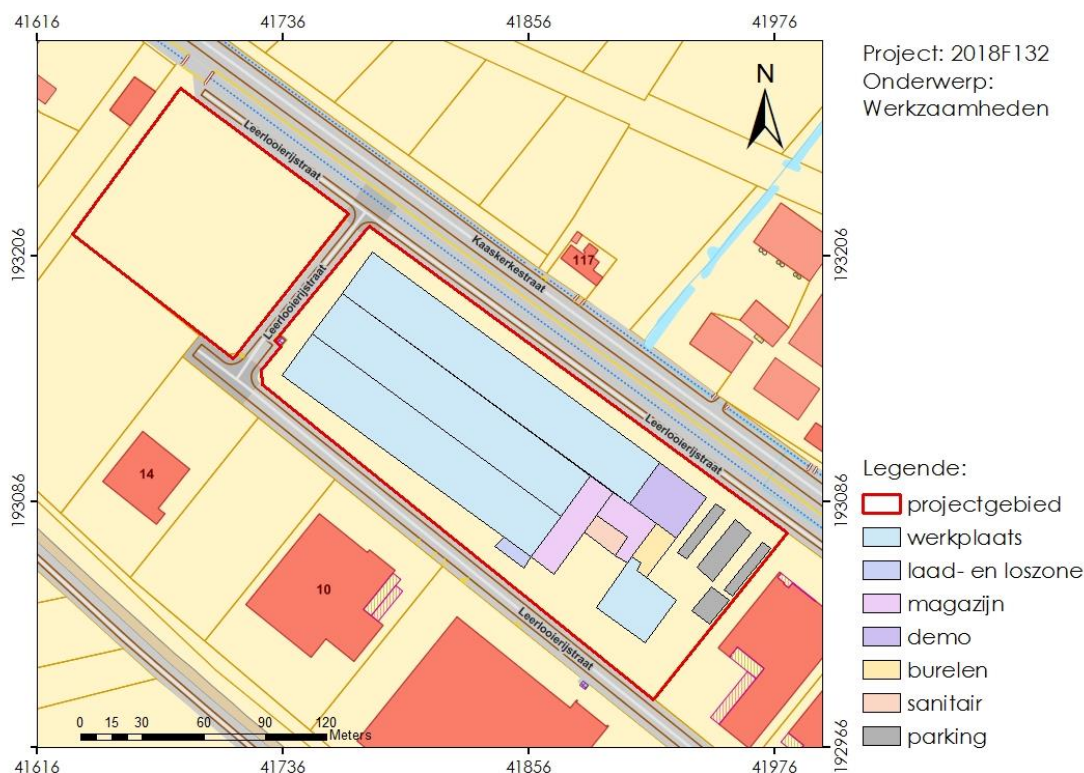 41616
41736
41856
41976
Project: 2018F132
Onderwerp:
Werkzaamheden
N
Leerlooierijstraat
Kaaskerkestraat
117
193206
193206
Leerlooierijstraat
Leerlooierijstraat
14
193086
193086
10
Leerlooierijstraat
Legende:
projectgebied
werkplaats
laad- en loszone
magazijn
demo
burelen
sanitair
parking
0 15 30 60 90 120
Meters
192966
41616
41736
41856
41976